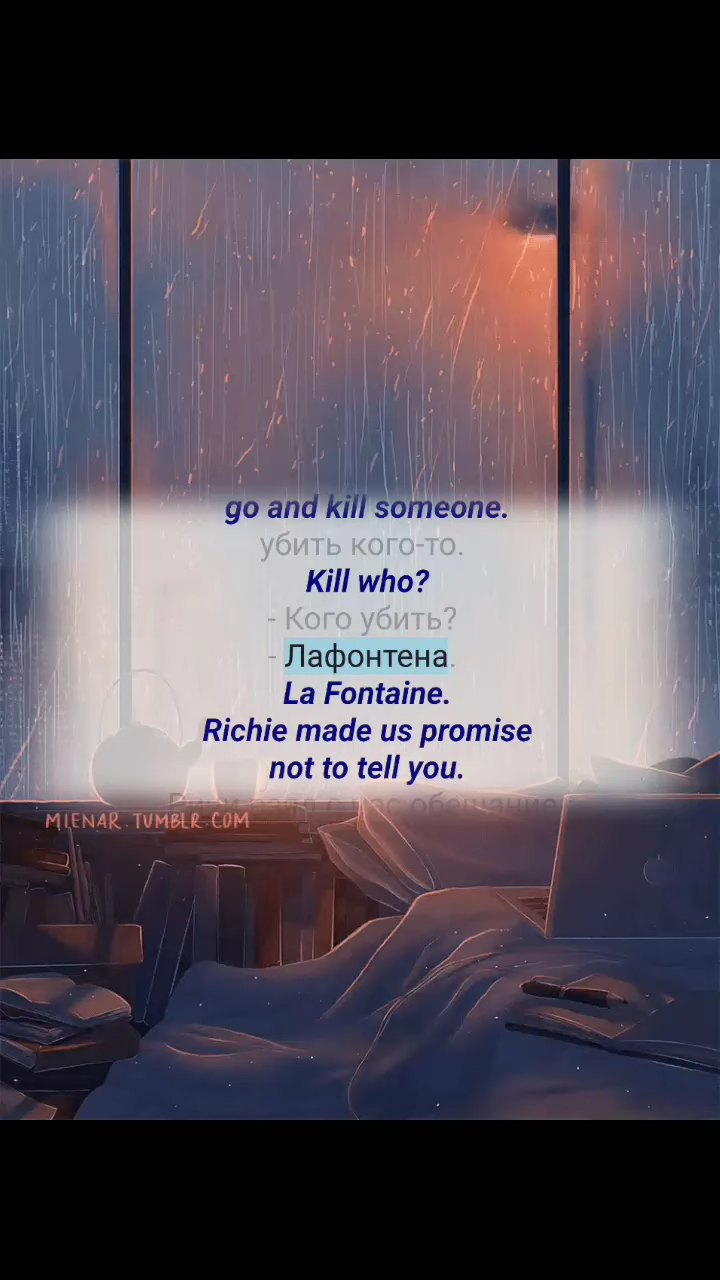 go and kill someone.
убить кого-то.
Kill who?
- Кого убить?
- Лафонтена.
La Fontaine.
Richie made us promise
not to tell you.
обещание
MIENAR.TUMBLR.COM